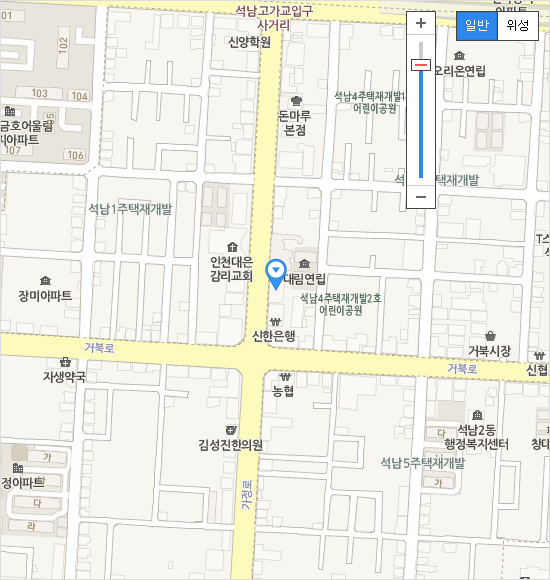 석남고가교입구
사거리
아파트
일반
위성
신양학원
102
103
104
오리온연립
석남4주택재개발1
어린이공원
돈마루
본점
금호어울림
아파트
107
106
주택재개발
석남1주택재개발
인천대은
감리교회
대림연립
장미아파트
석남4주택재개발2호
어린이공원
신한은행
거북로
거북시장
자생약국
거북로
신협
농협
석남2동
행정복지센터
창대
김성진한의원
다
가
석남5주택재개발
정아파트
다
가
라
가정로